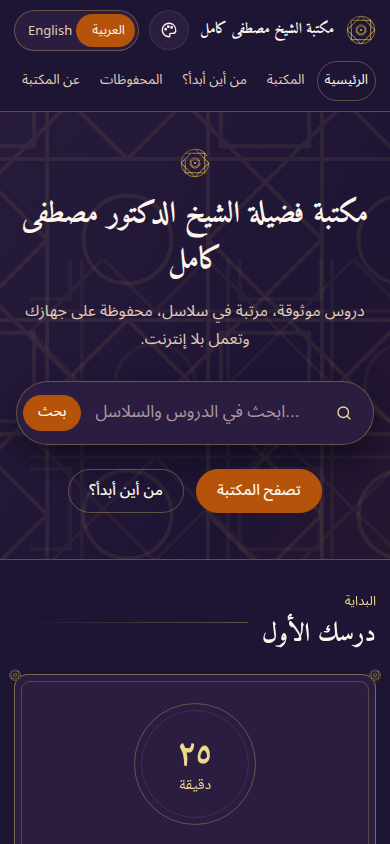 مكتبة الشيخ مصطفى كامل
العربية English
الرئيسية المكتبة من أين أبدأ؟ المحفوظات عن المكتبة
مكتبة فضيلة الشيخ الدكتور مصطفى
كامل
دروس موثوقة، مرتبة في سلاسل، محفوظة على جهازك
وتعمل بلا إنترنت.
ابحث في الدروس والسلاسل...
بحث
تصفح المكتبة من أين أبدأ؟
البداية
درسك الأول
٢٥
دقيقة